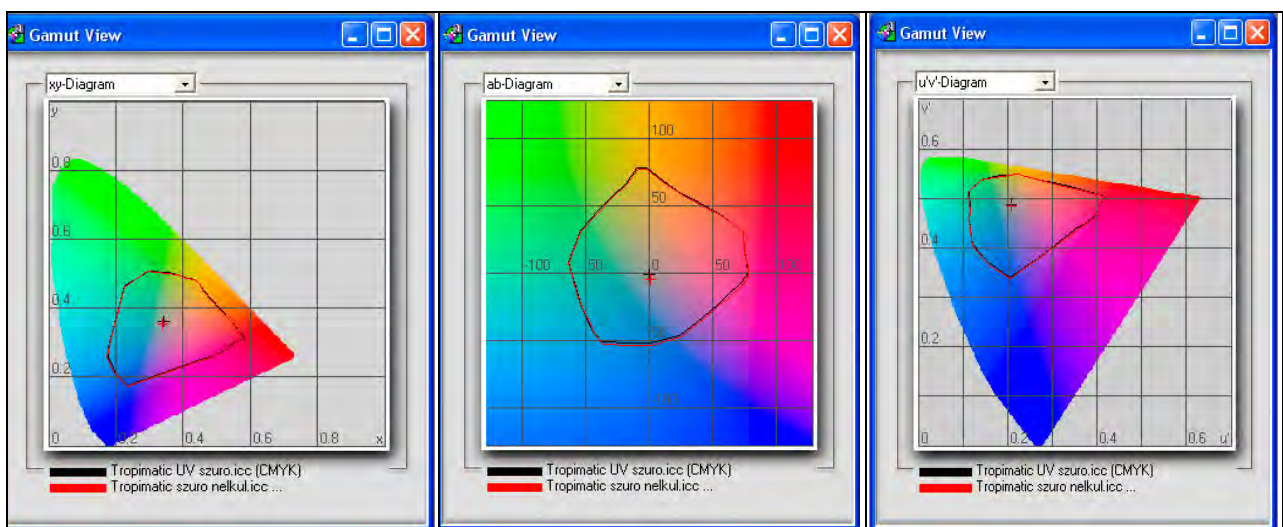 Gamut View
xy-Diagram
y
0.8
0.6
0.4
0.2
0 0.2 0.4 0.6 0.8 x
Tropimatic UV szuro.icc (CMYK)
Tropimatic szuro nelkul.icc ...
Gamut View
ab-Diagram
100
50
-100 50 0 50 100
-100
Tropimatic UV szuro.icc (CMYK)
Tropimatic szuro nelkul.icc ...
Gamut View
u'v'-Diagram
v'
0.6
0.4
0.2
0 0.2 0.4 0.6 u'
Tropimatic UV szuro.icc (CMYK)
Tropimatic szuro nelkul.icc ...